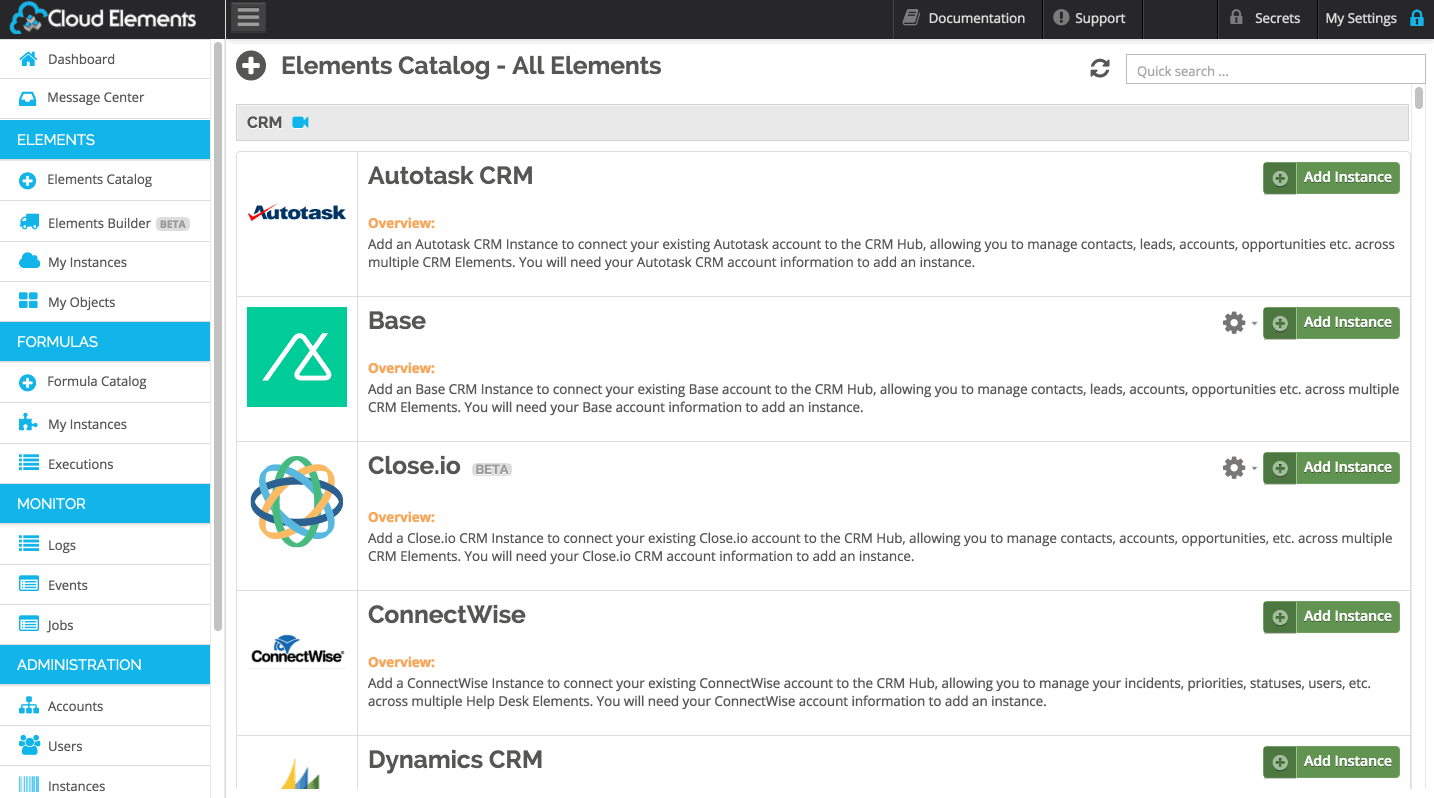 Cloud Elements
Documentation
Support
Secrets
My Settings
Dashboard
Message Center
ELEMENTS
Elements Catalog
Elements Builder BETA
My Instances
My Objects
FORMULAS
Formula Catalog
My Instances
Executions
MONITOR
Logs
Events
Jobs
ADMINISTRATION
Accounts
Users
Instances
Elements Catalog - All Elements
Quick search ...
CRM
Autotask
Autotask CRM
Add Instance
Overview:
Add an Autotask CRM Instance to connect your existing Autotask account to the CRM Hub, allowing you to manage contacts, leads, accounts, opportunities etc. across
multiple CRM Elements. You will need your Autotask CRM account information to add an instance.
Base
Add Instance
Overview:
Add an Base CRM Instance to connect your existing Base account to the CRM Hub, allowing you to manage contacts, leads, accounts, opportunities etc. across multiple
CRM Elements. You will need your Base account information to add an instance.
Close.io BETA
Add Instance
Overview:
Add a Close.io CRM Instance to connect your existing Close.io account to the CRM Hub, allowing you to manage contacts, accounts, opportunities, etc. across multiple
CRM Elements. You will need your Close.io CRM account information to add an instance.
ConnectWise
ConnectWise
Add Instance
Overview:
Add a ConnectWise Instance to connect your existing ConnectWise account to the CRM Hub, allowing you to manage your incidents, priorities, statuses, users, etc.
across multiple Help Desk Elements. You will need your ConnectWise account information to add an instance.
Dynamics CRM
Add Instance